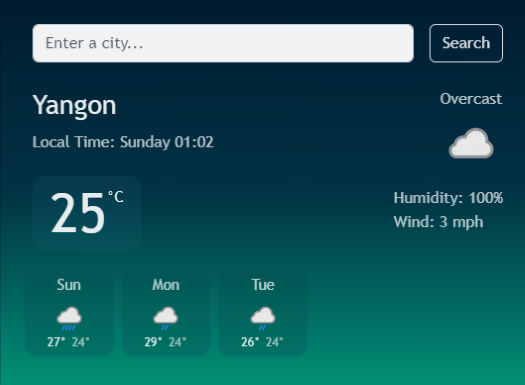 Enter a city...
Search
Yangon
Overcast
Local Time: Sunday 01:02
25°C
Humidity: 100%
Wind: 3 mph
Sun
Mon
Tue
27° 24°
29° 24°
26° 24°